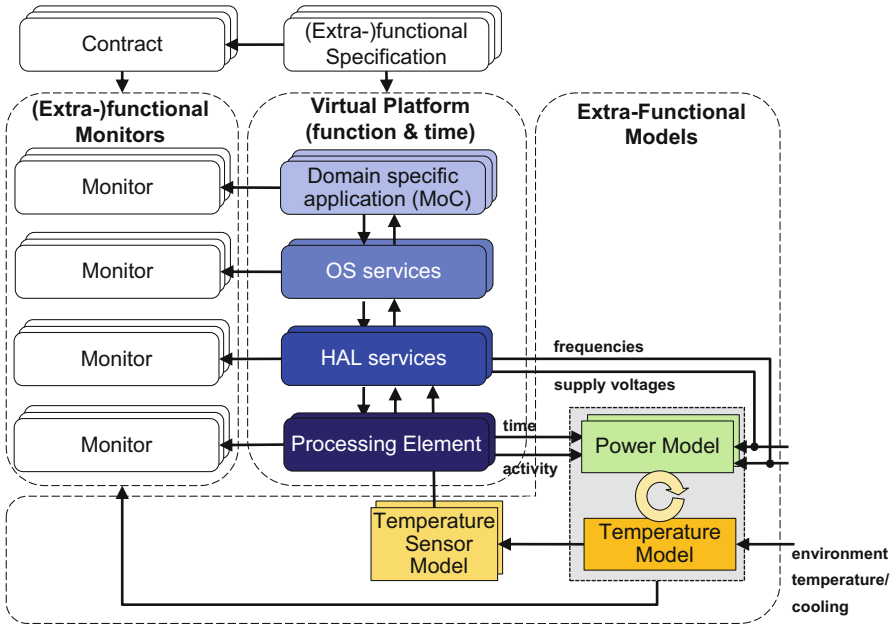 Contract
(Extra-)functional
Specification
(Extra-)functional
Monitors
Virtual Platform
(function & time)
Extra-Functional
Models
Monitor
Domain specific
application (MoC)
Monitor
OS services
Monitor
HAL services
frequencies
supply voltages
Monitor
Processing Element
time
activity
Power Model
Temperature
Sensor
Model
Temperature
Model
environment
temperature/
cooling